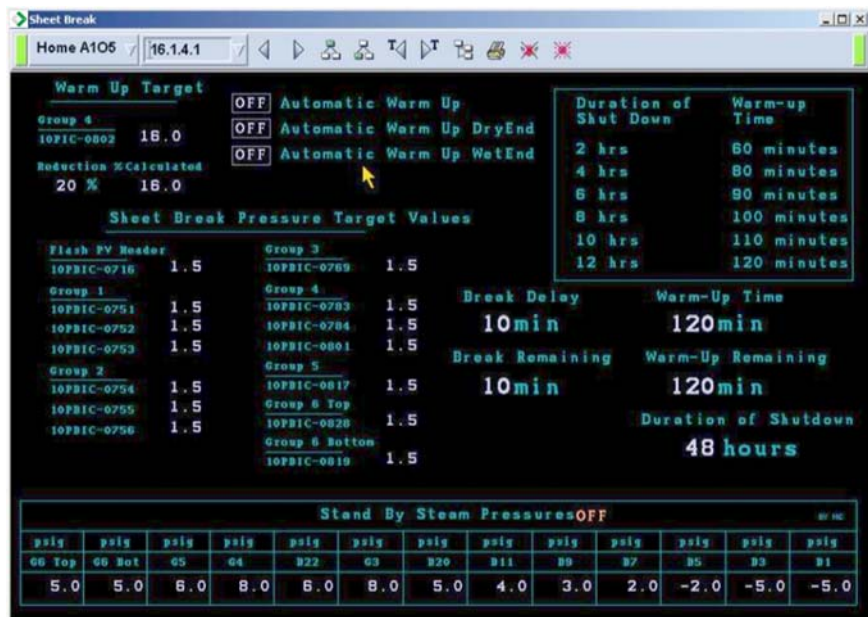 Sheet Break
Home A1O5 16.1.4.1
Warm Up Target
Group 4
10PIC-0802 16.0
Reduction % Calculated
20 % 16.0
OFF Automatic Warm Up
OFF Automatic Warm Up DryEnd
OFF Automatic Warm Up WetEnd
Duration of Shut Down Warm-up Time
2 hrs 60 minutes
4 hrs 80 minutes
6 hrs 90 minutes
8 hrs 100 minutes
10 hrs 110 minutes
12 hrs 120 minutes
Sheet Break Pressure Target Values
Flash PV Header
10PDIC-0716 1.5
Group 1
10PDIC-0751 1.5
10PDIC-0752 1.5
10PDIC-0753 1.5
Group 2
10PDIC-0754 1.5
10PDIC-0755 1.5
10PDIC-0756 1.5
Group 3
10PDIC-0769 1.5
Group 4
10PDIC-0783 1.5
10PDIC-0784 1.5
10PDIC-0801 1.5
Group 5
10PDIC-0817 1.5
Group 6 Top
10PDIC-0828 1.5
Group 6 Bottom
10PDIC-0819 1.5
Break Delay
10min
Warm-Up Time
120min
Break Remaining
10min
Warm-Up Remaining
120min
Duration of Shutdown
48 hours
Stand By Steam Pressures OFF
psig psig psig psig psig psig psig psig psig psig psig psig psig
G6 Top G6 Bot G5 G4 D22 G3 D20 D11 D9 D7 D5 D3 D1
5.0 5.0 6.0 8.0 6.0 8.0 5.0 4.0 3.0 2.0 -2.0 -5.0 -5.0